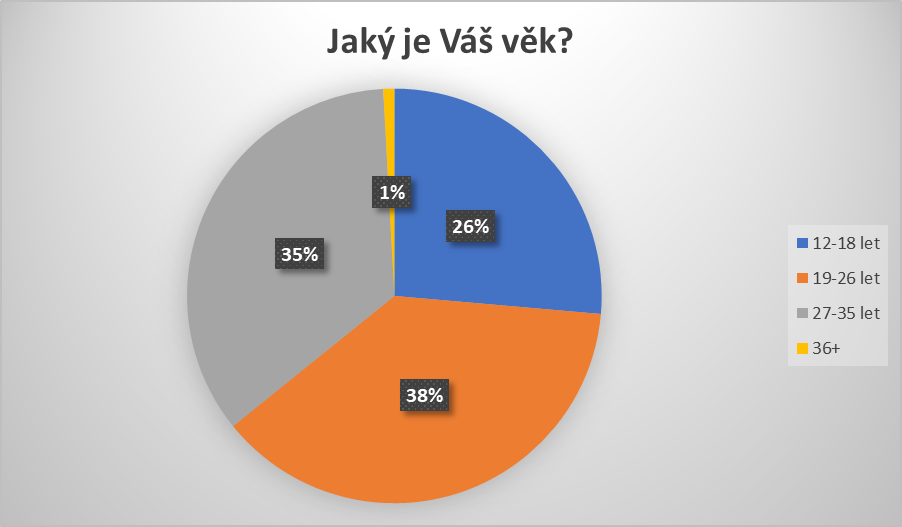 Jaký je Váš věk?
1%
26%
35%
38%
12-18 let
19-26 let
27-35 let
36+